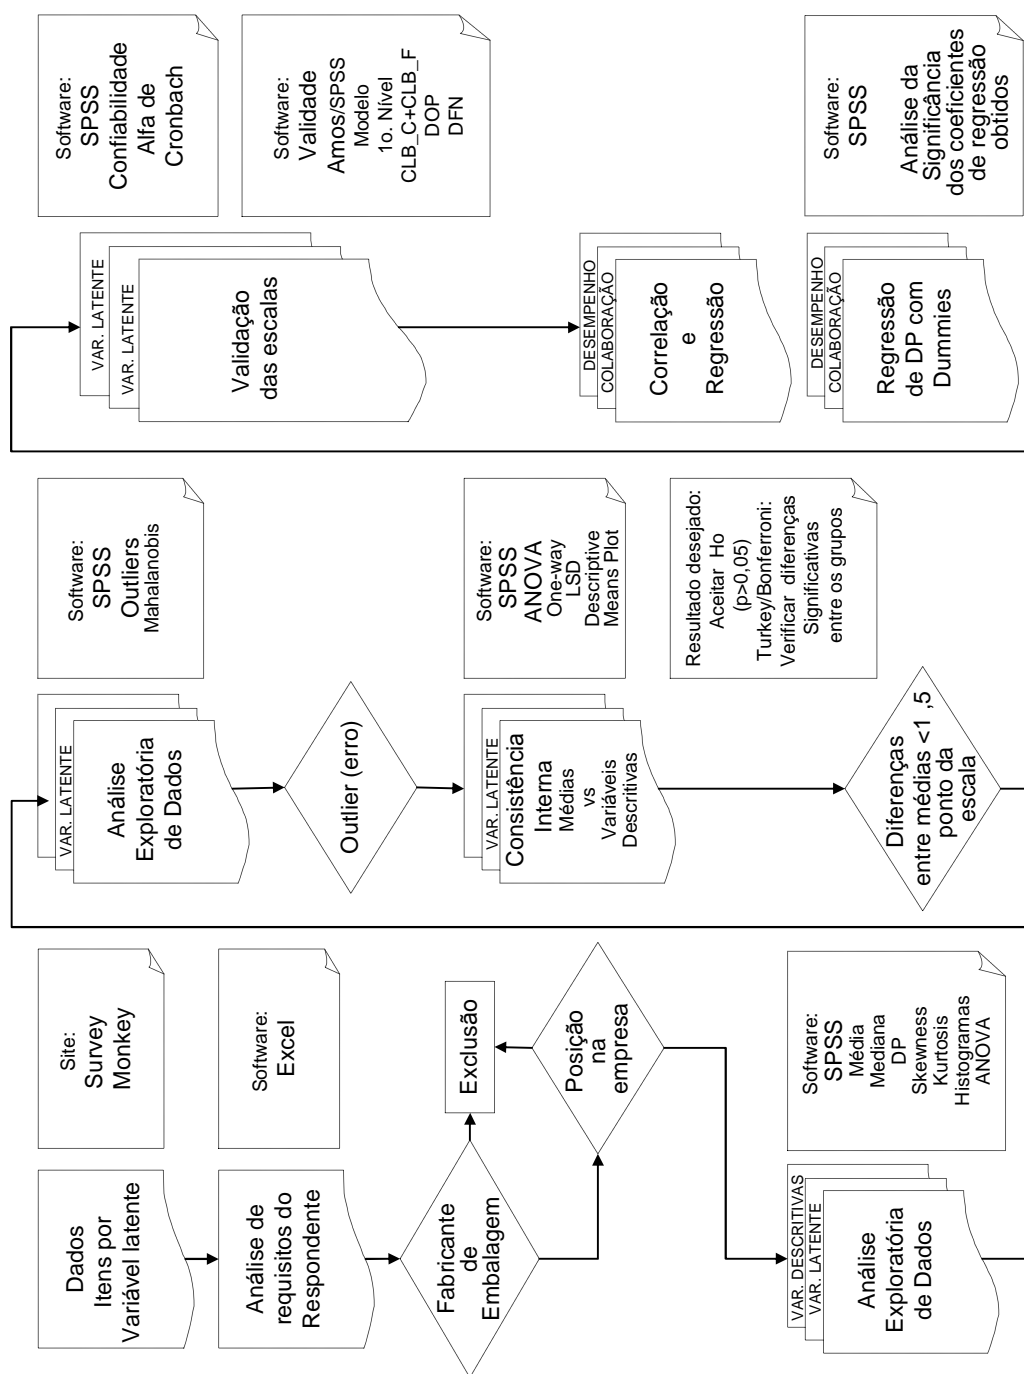 Dados
Itens por
Variável latente
Site:
Survey
Monkey
Análise de
requisitos do
Respondente
Software:
Excel
Fabricante
de
Embalagem
Exclusão
Posição
na
empresa
VAR. DESCRITIVAS
VAR. LATENTE
Análise
Exploratória
de Dados
Software:
SPSS
Média
Mediana
DP
Skewness
Kurtosis
Histogramas
ANOVA
VAR. LATENTE
Análise
Exploratória
de Dados
Software:
SPSS
Outliers
Mahalanobis
Outlier (erro)
VAR. LATENTE
Consistência
Interna
Médias
vs
Variáveis
Descritivas
Software:
SPSS
ANOVA
One-way
LSD
Descriptive
Means Plot
Resultado desejado:
Aceitar Ho
(p>0,05)
Turkey/Bonferroni:
Verificar diferenças
Significativas
entre os grupos
Diferenças
entre médias <1 ,5
ponto da
escala
VAR. LATENTE
VAR. LATENTE
Validação
das escalas
Software:
SPSS
Confiabilidade
Alfa de
Cronbach
Software:
Validade
Amos/SPSS
Modelo
1o. Nível
CLB_C+CLB_F
DOP
DFN
DESEMPENHO
COLABORAÇÃO
Correlação
e
Regressão
DESEMPENHO
COLABORAÇÃO
Regressão
de DP com
Dummies
Software:
SPSS
Análise da
Significância
dos coeficientes
de regressão
obtidos